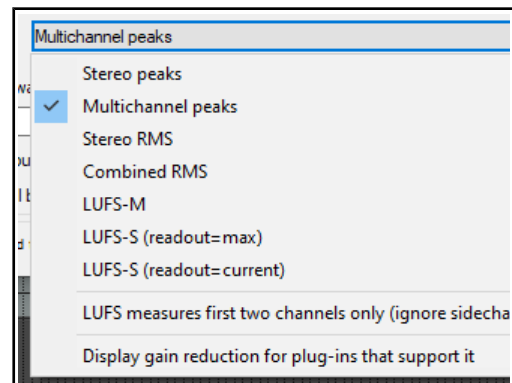 Multichannel peaks
Stereo peaks
Multichannel peaks
Stereo RMS
Combined RMS
LUFS-M
LUFS-S (readout=max)
LUFS-S (readout=current)
LUFS measures first two channels only (ignore sidecha
Display gain reduction for plug-ins that support it